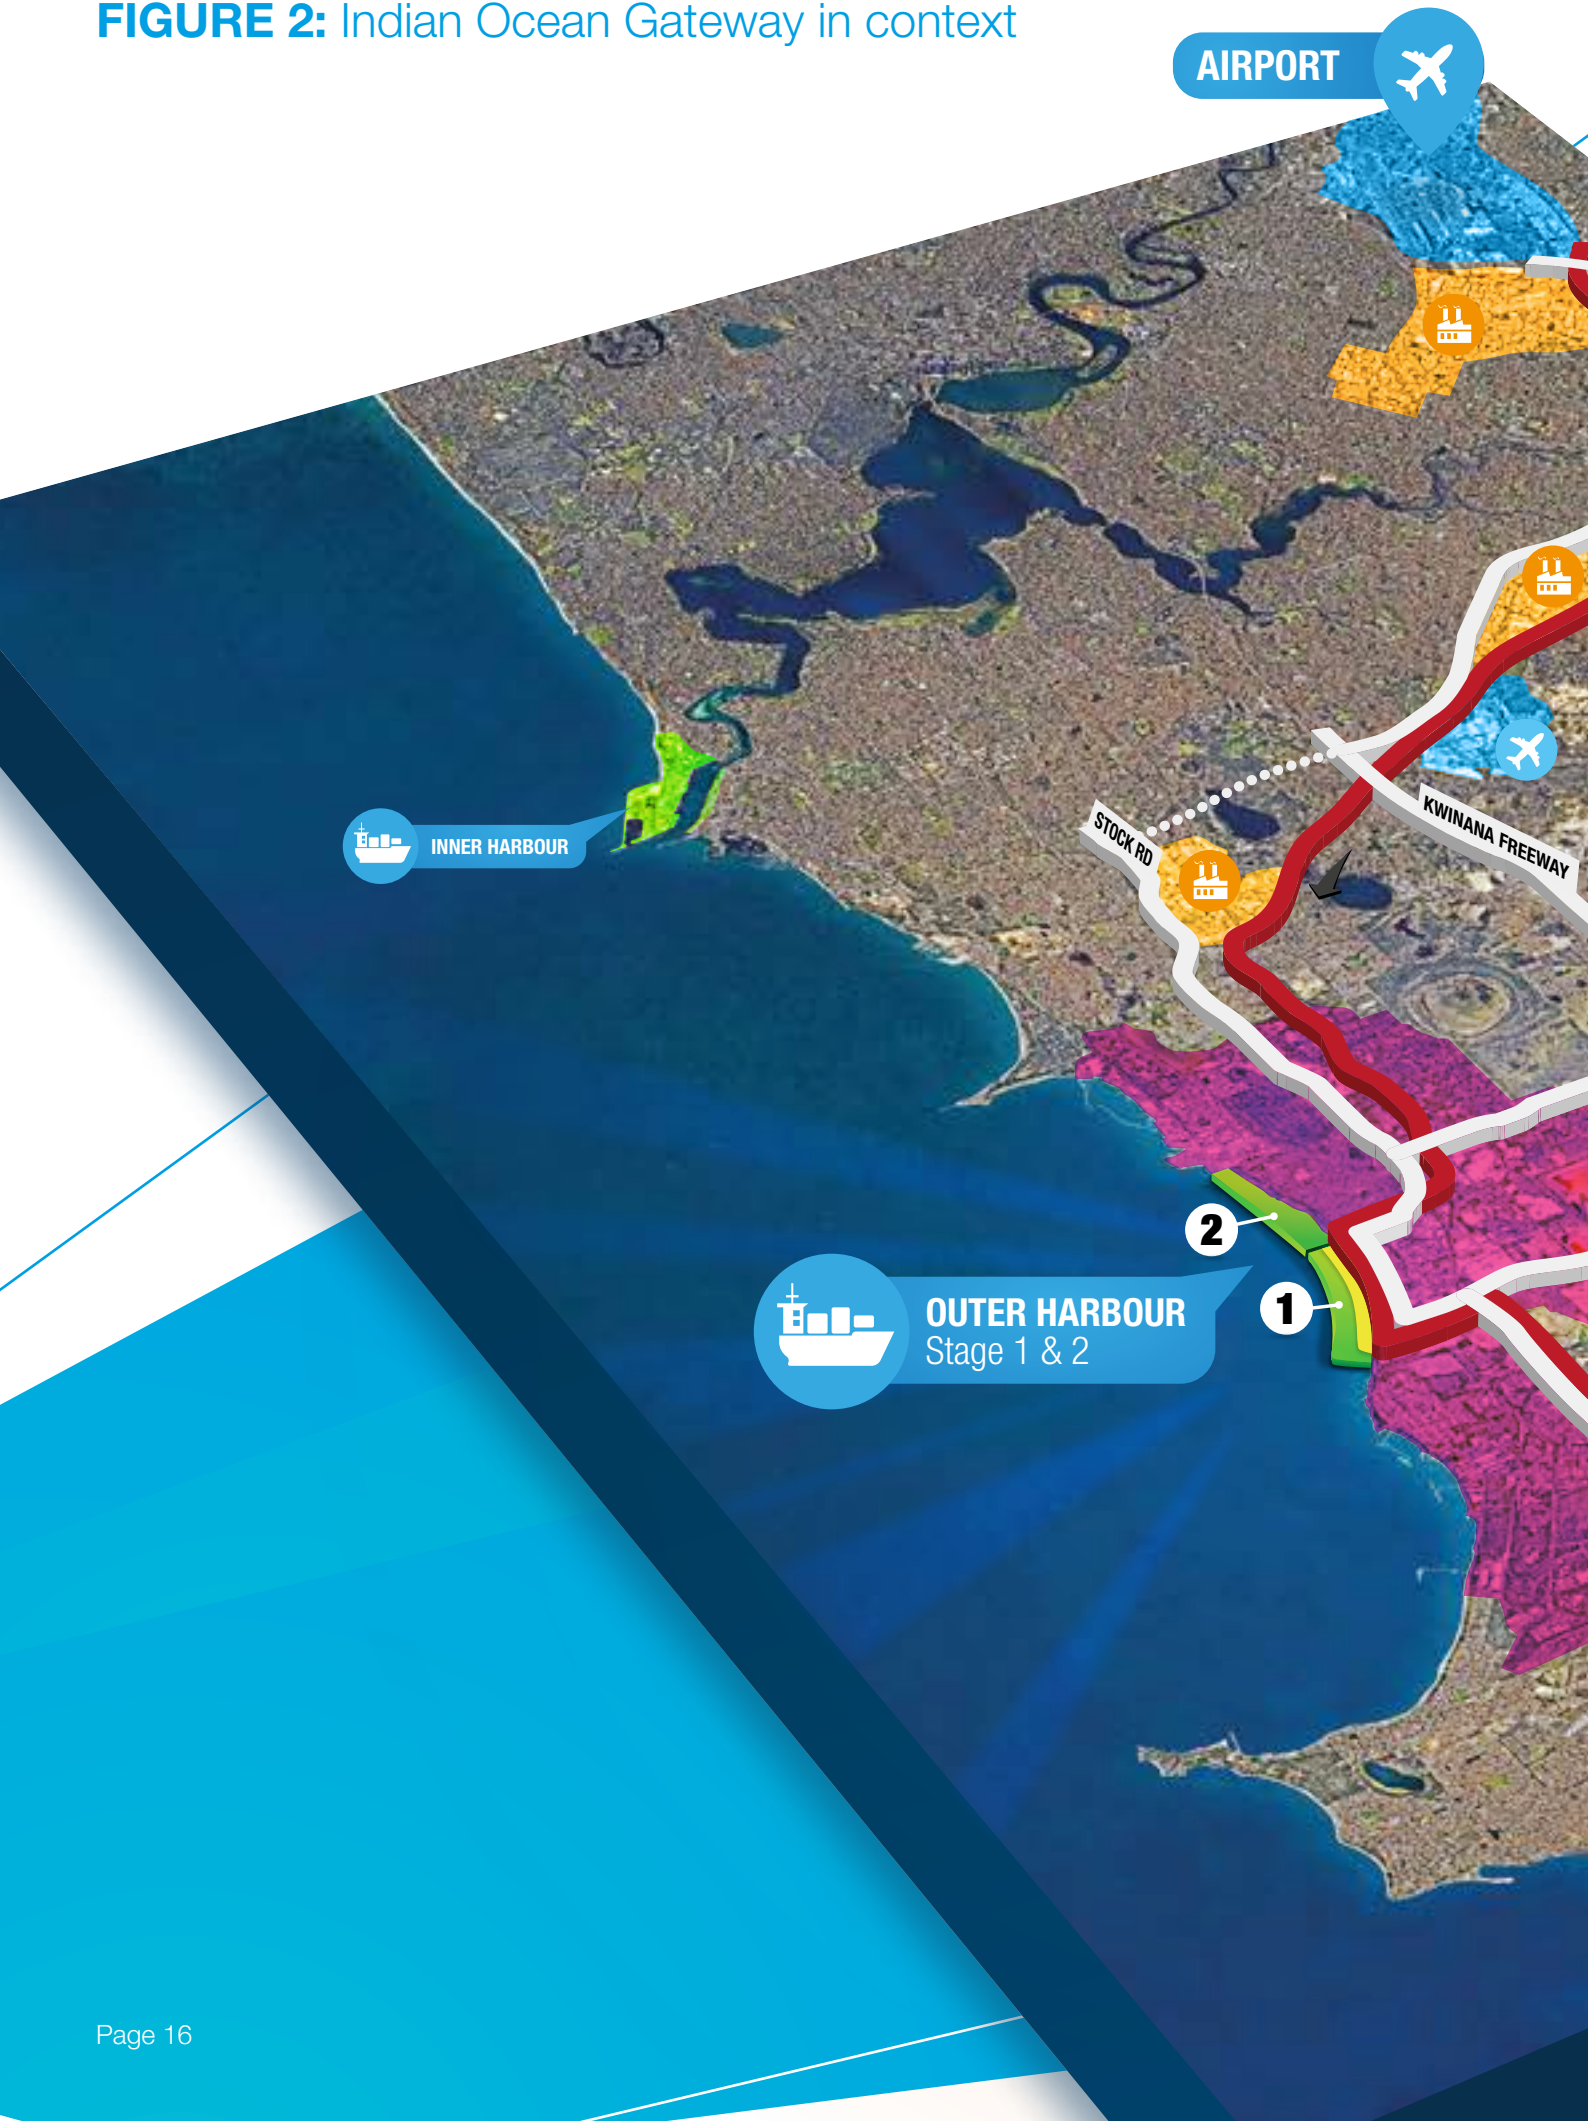 FIGURE 2: Indian Ocean Gateway in context
AIRPORT
INNER HARBOUR
STOCK RD
KWINANA FREEWAY
2
1
OUTER HARBOUR
Stage 1 & 2
Page 16